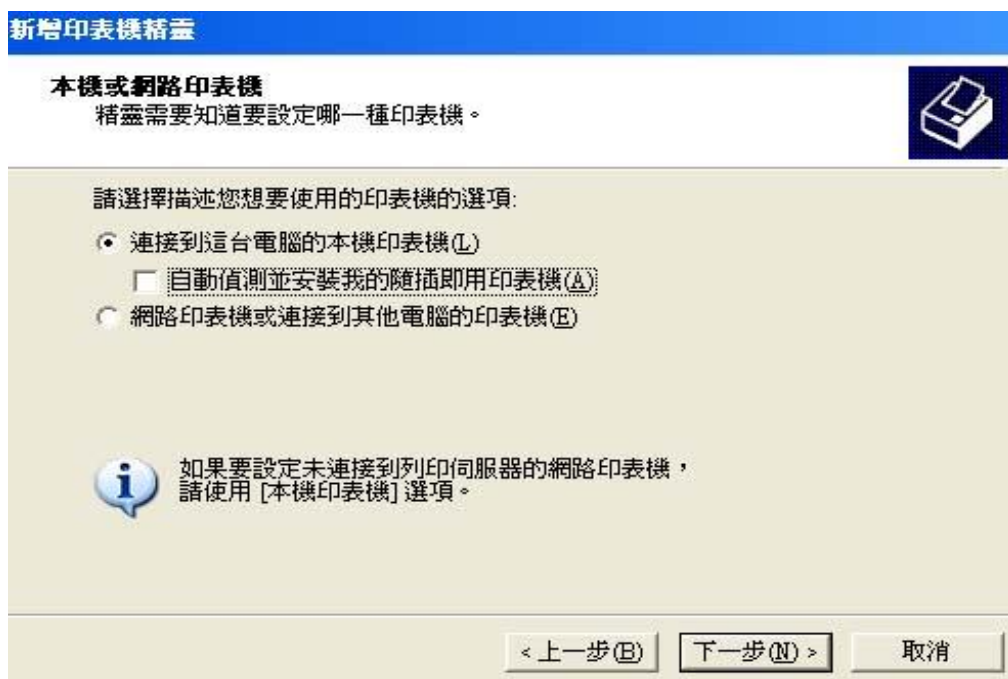 新增印表機精靈
本機或網路印表機
精靈需要知道要設定哪一種印表機。
請選擇描述您想要使用的印表機的選項:
連接到這台電腦的本機印表機(L)
自動偵測並安裝我的隨插即用印表機(A)
網路印表機或連接到其他電腦的印表機(E)
如果要設定未連接到列印伺服器的網路印表機，
請使用 [本機印表機] 選項。
< 上一步(B) 下一步(N) > 取消